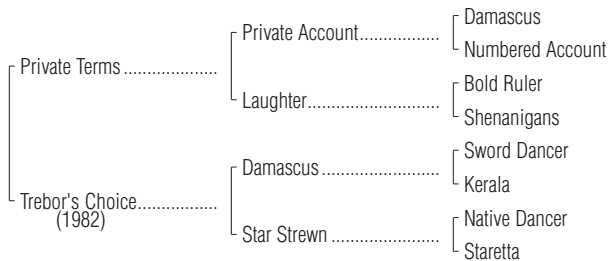 Damascus
Private Account....................
Numbered Account
Private Terms ...................
Bold Ruler
Laughter.................................
Shenanigans
Sword Dancer
Damascus .............................
Kerala
Trebor's Choice................
(1982)
Native Dancer
Star Strewn ...........................
Staretta